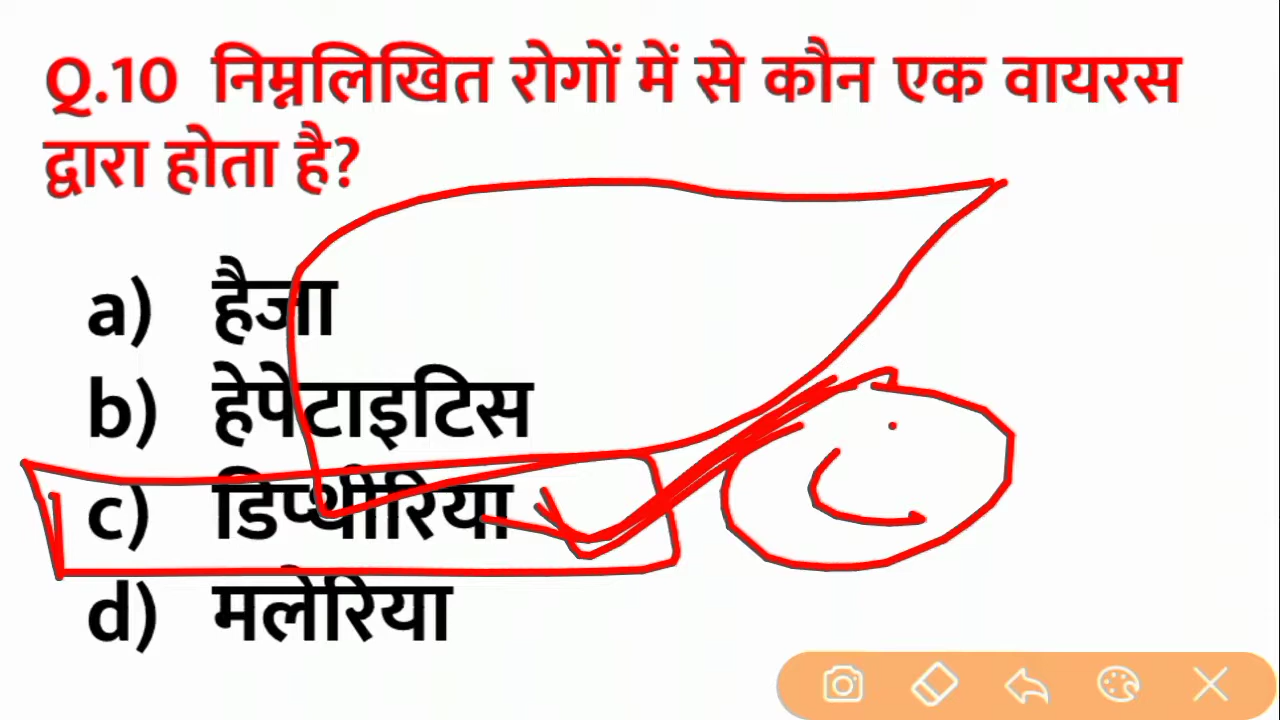 Q.10 निम्नलिखित रोगों में से कौन एक वायरस
द्वारा होता है?
a) हैजा
b) हेपेटाइटिस
c) डिप्थीरिया
d) मलेरिया
C